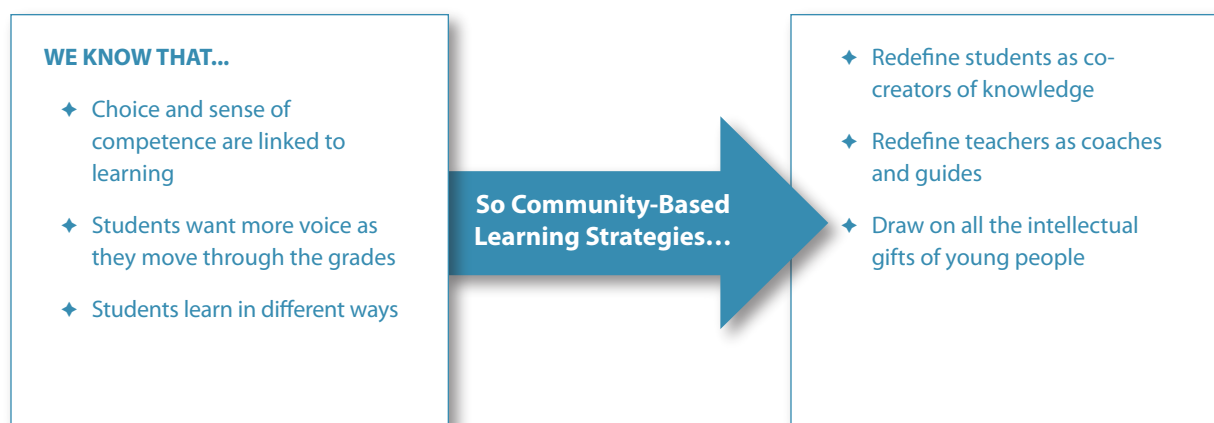 WE KNOW THAT...
✦ Choice and sense of
competence are linked to
learning
✦ Students want more voice as
they move through the grades
✦ Students learn in different ways
So Community-Based
Learning Strategies…
✦ Redefine students as co-
creators of knowledge
✦ Redefine teachers as coaches
and guides
✦ Draw on all the intellectual
gifts of young people